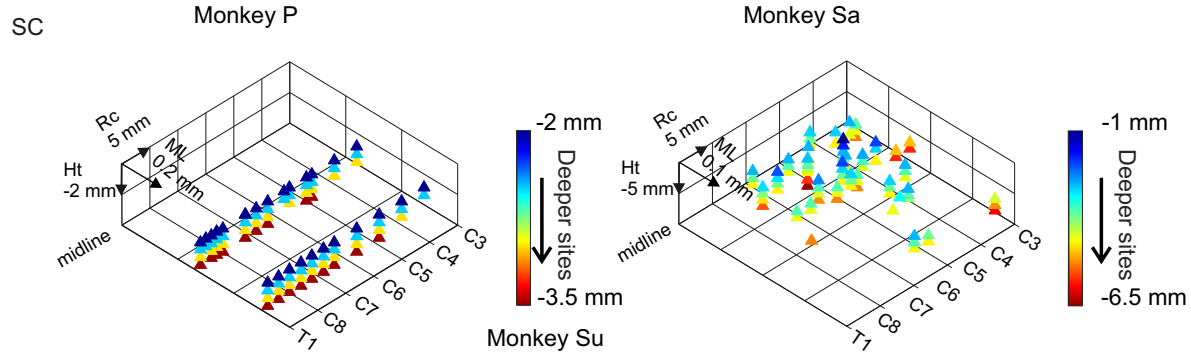 SC
Monkey P
Rc
5 mm
ML
0.2 mm
Ht
-2 mm
midline
C3
C4
C5
C6
C7
C8
T1
-2 mm
Deeper sites
-3.5 mm
Monkey Sa
Rc
5 mm
ML
0.1 mm
Ht
-5 mm
midline
C3
C4
C5
C6
C7
C8
T1
-1 mm
Deeper sites
-6.5 mm
Monkey Su